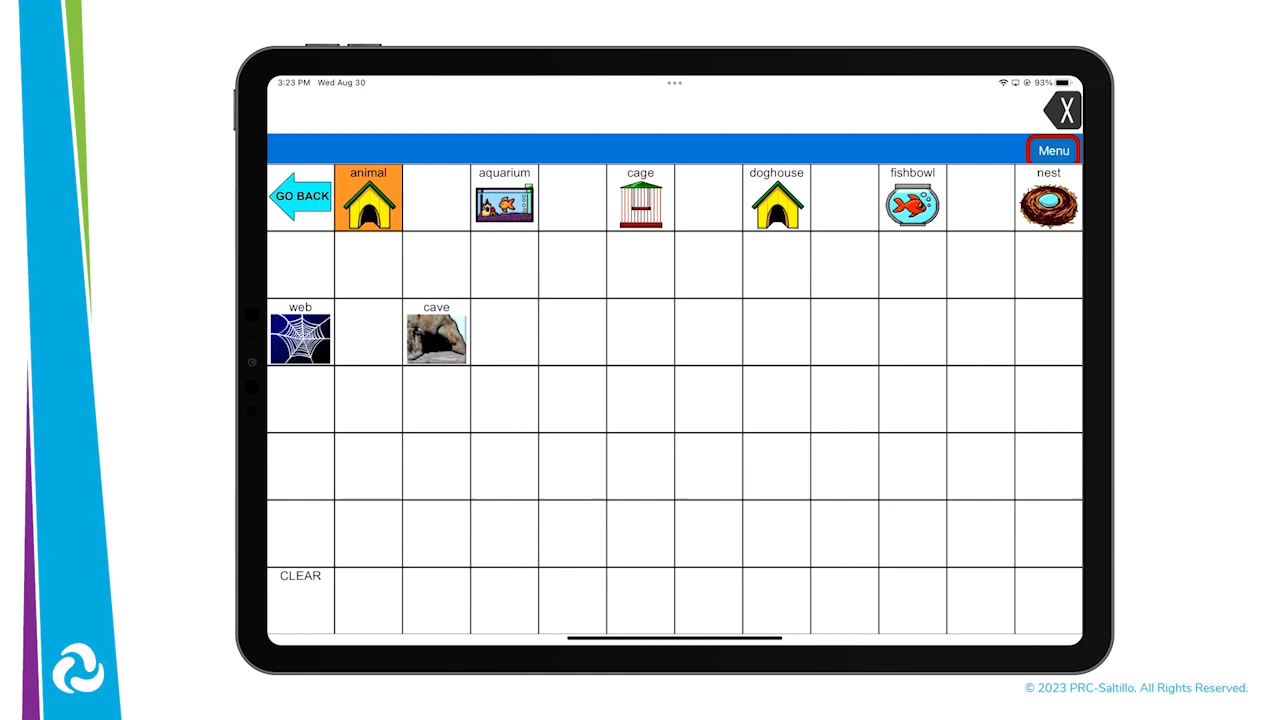 3:23 PM Wed Aug 30
93%
X
Menu
GO BACK
animal
aquarium
cage
doghouse
fishbowl
nest
web
cave
CLEAR
© 2023 PRC-Saltillo. All Rights Reserved.